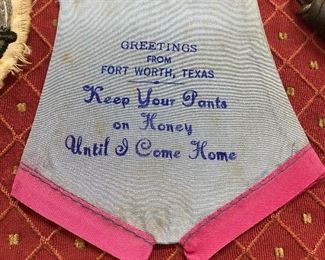 GREETINGS
FROM
FORT WORTH, TEXAS
Keep Your Pants
on Honey
Until I Come Home